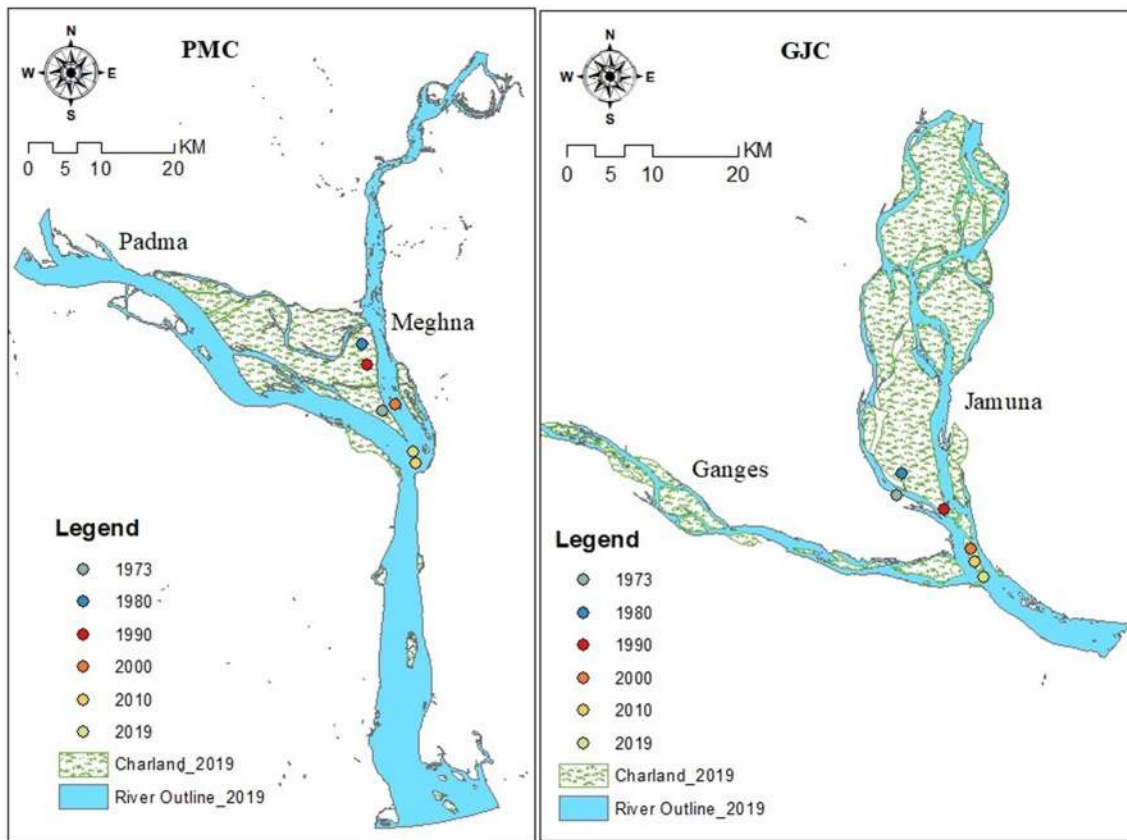 PMC
N
W E
S
KM
0 5 10 20
Padma
Meghna
Legend
1973
1980
1990
2000
2010
2019
Charland_2019
River Outline_2019
GJC
N
W E
S
KM
0 5 10 20
Jamuna
Ganges
Legend
1973
1980
1990
2000
2010
2019
Charland_2019
River Outline_2019